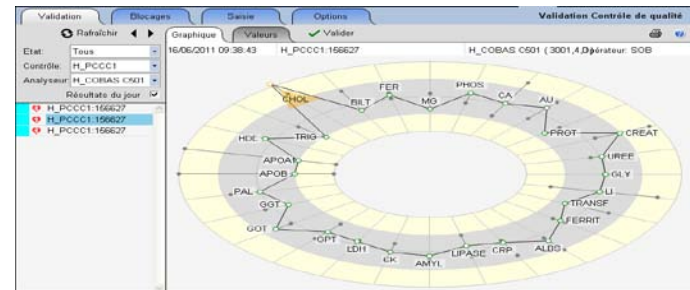 Validation Blocages Saisie Options Validation Contrôle de qualité
Rafraîchir Graphique Valeurs Valider
Etat: Tous
16/06/2011 09:38:43 H_PCCC1:156627 H_COBAS C501 ( 3001,4,Opérateur: SOB
Contrôle: H_PCCC1
Analyseur: H_COBAS C501
Résultats du jour
H_PCCC1:156627
H_PCCC1:156627
H_PCCC1:156627
FER
PHOS
CHOL
BILT
MG
CA
AU
HDL
TRIG
PROT
CREAT
APOA1
UREE
APOB
GLY
PAL
LI
GGT
TRANSF
GOT
FERRIT
GPT
LDH
CK
AMYL
LIPASE
CRP
ALBS